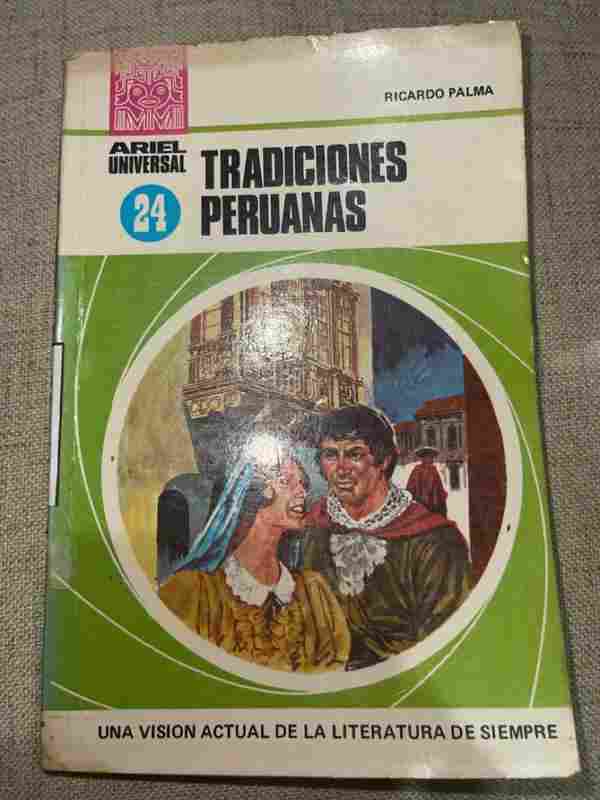 RICARDO PALMA
ARIEL
UNIVERSAL
24
TRADICIONES
PERUANAS
UNA VISION ACTUAL DE LA LITERATURA DE SIEMPRE